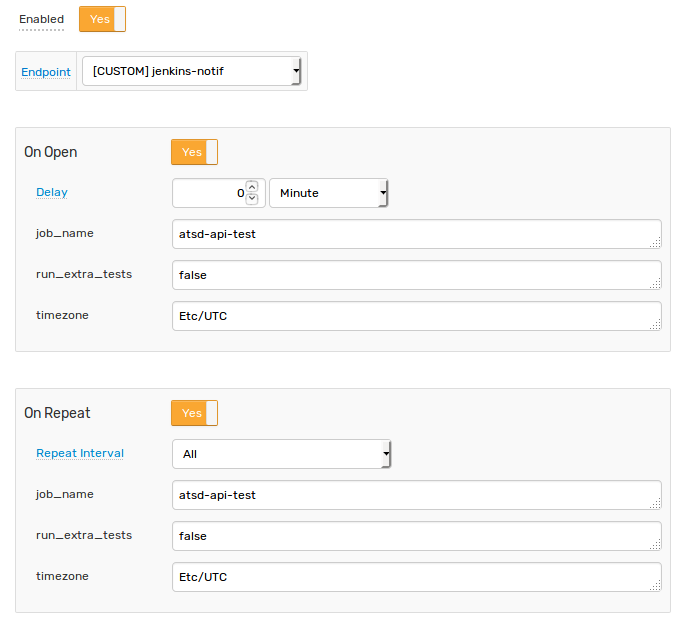 Enabled Yes
Endpoint [CUSTOM] jenkins-notif
On Open Yes
Delay 0 Minute
job_name atsd-api-test
run_extra_tests false
timezone Etc/UTC
On Repeat Yes
Repeat Interval All
job_name atsd-api-test
run_extra_tests false
timezone Etc/UTC